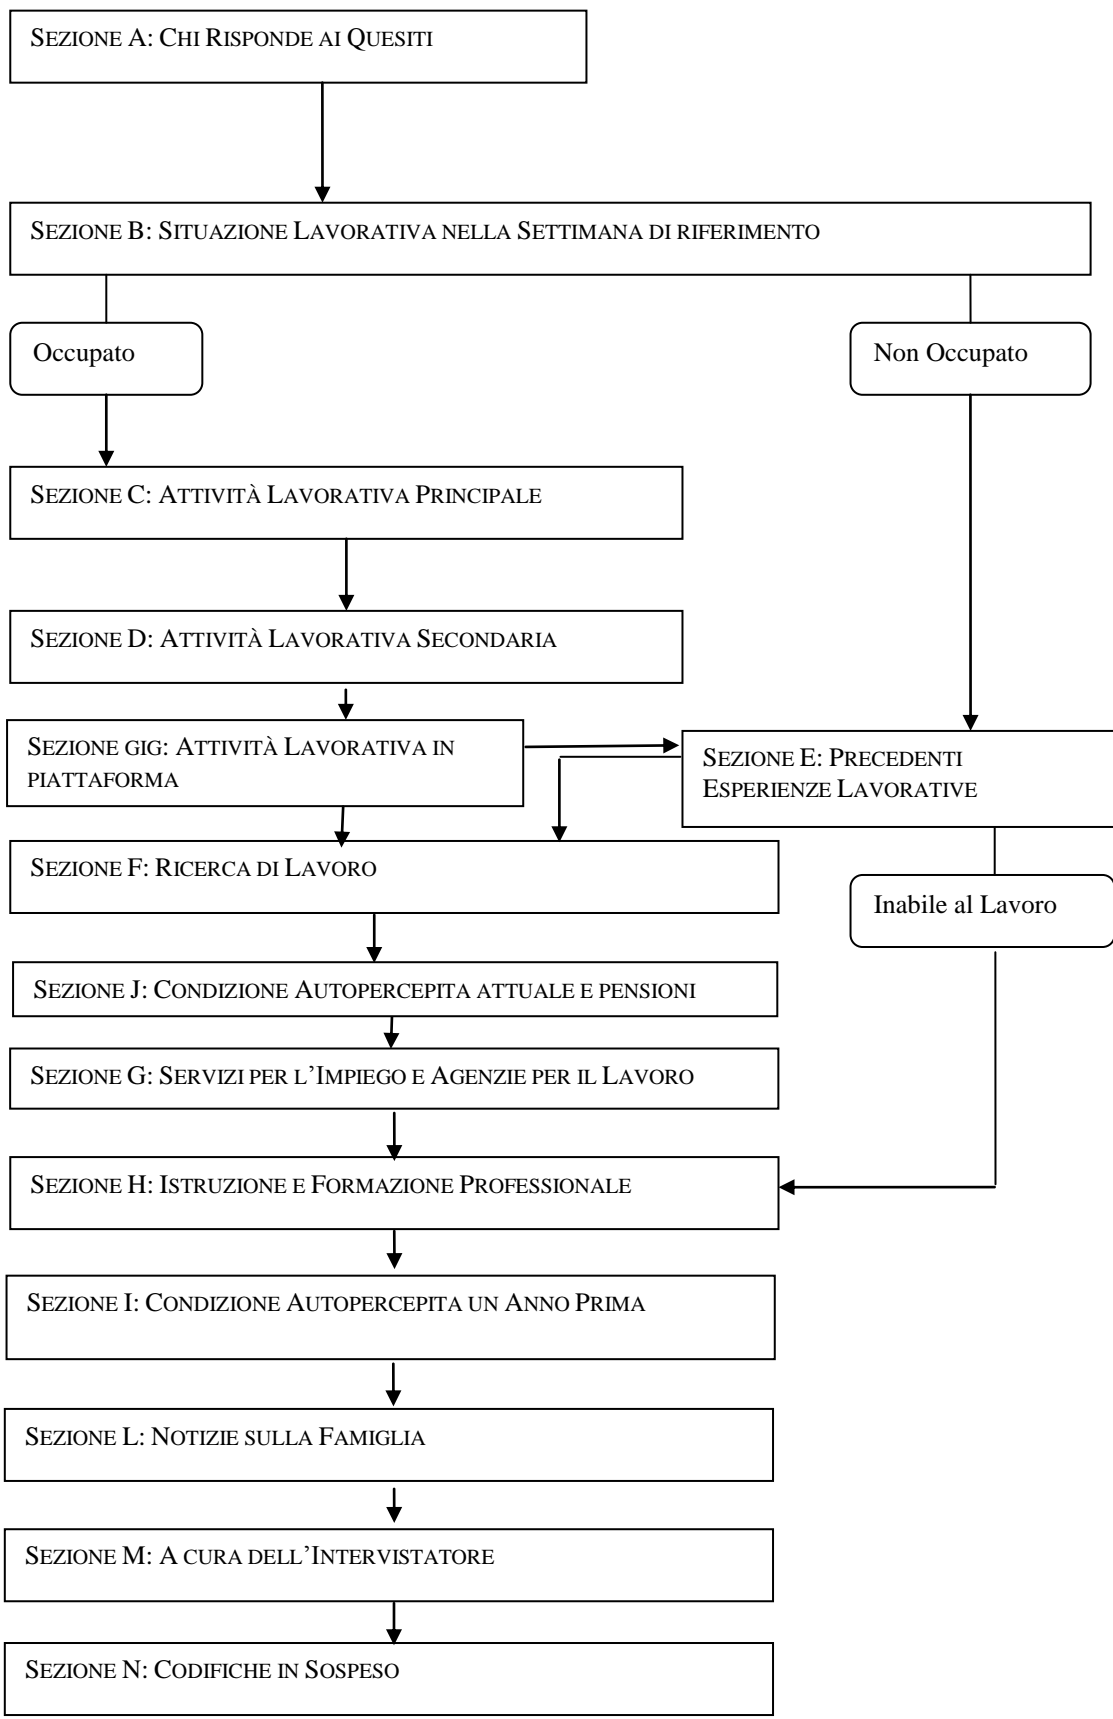 SEZIONE A: CHI RISPONDE AI QUESITI
SEZIONE B: SITUAZIONE LAVORATIVA NELLA SETTIMANA DI RIFERIMENTO
Occupato
Non Occupato
SEZIONE C: ATTIVITÀ LAVORATIVA PRINCIPALE
SEZIONE D: ATTIVITÀ LAVORATIVA SECONDARIA
SEZIONE GIG: ATTIVITÀ LAVORATIVA IN
PIATTAFORMA
SEZIONE E: PRECEDENTI
ESPERIENZE LAVORATIVE
SEZIONE F: RICERCA DI LAVORO
Inabile al Lavoro
SEZIONE J: CONDIZIONE AUTOPERCEPITA ATTUALE E PENSIONI
SEZIONE G: SERVIZI PER L'IMPIEGO E AGENZIE PER IL LAVORO
SEZIONE H: ISTRUZIONE E FORMAZIONE PROFESSIONALE
SEZIONE I: CONDIZIONE AUTOPERCEPITA UN ANNO PRIMA
SEZIONE L: NOTIZIE SULLA FAMIGLIA
SEZIONE M: A CURA DELL'INTERVISTATORE
SEZIONE N: CODIFICHE IN SOSPESO